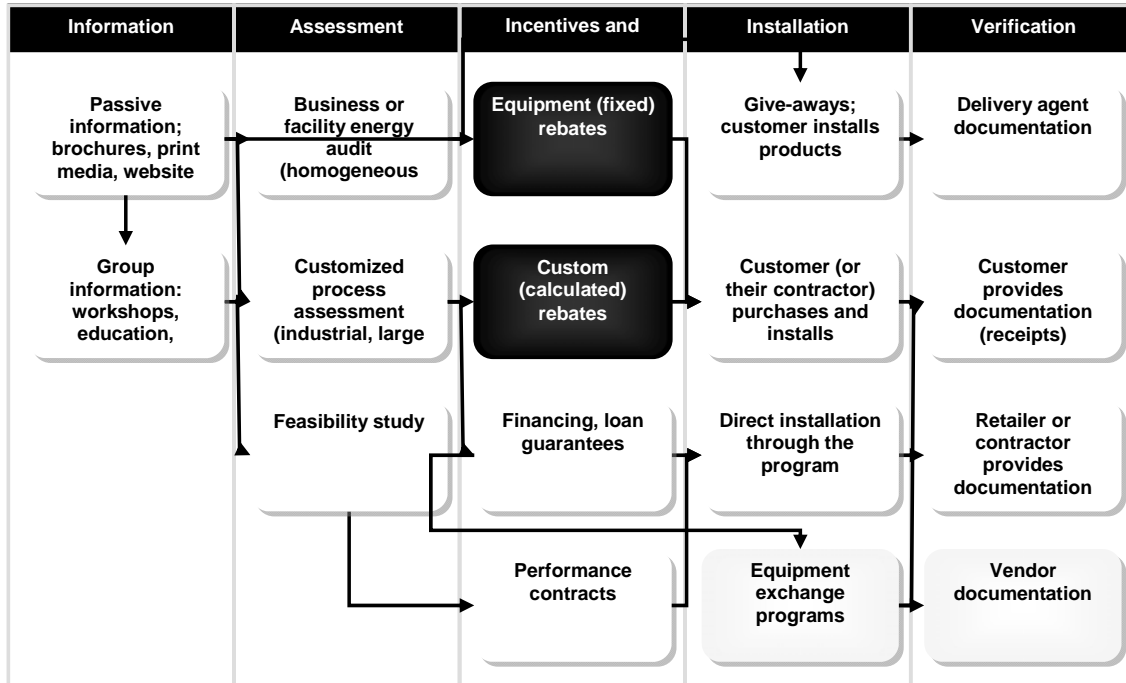 Information
Assessment
Incentives and
Installation
Verification
Passive
information;
brochures, print
media, website
Business or
facility energy
audit
(homogeneous
Equipment (fixed)
rebates
Give-aways;
customer installs
products
Delivery agent
documentation
Group
information:
workshops,
education,
Customized
process
assessment
(industrial, large
Custom
(calculated)
rebates
Customer (or
their contractor)
purchases and
installs
Customer
provides
documentation
(receipts)
Feasibility study
Financing, loan
guarantees
Direct installation
through the
program
Retailer or
contractor
provides
documentation
Performance
contracts
Equipment
exchange
programs
Vendor
documentation